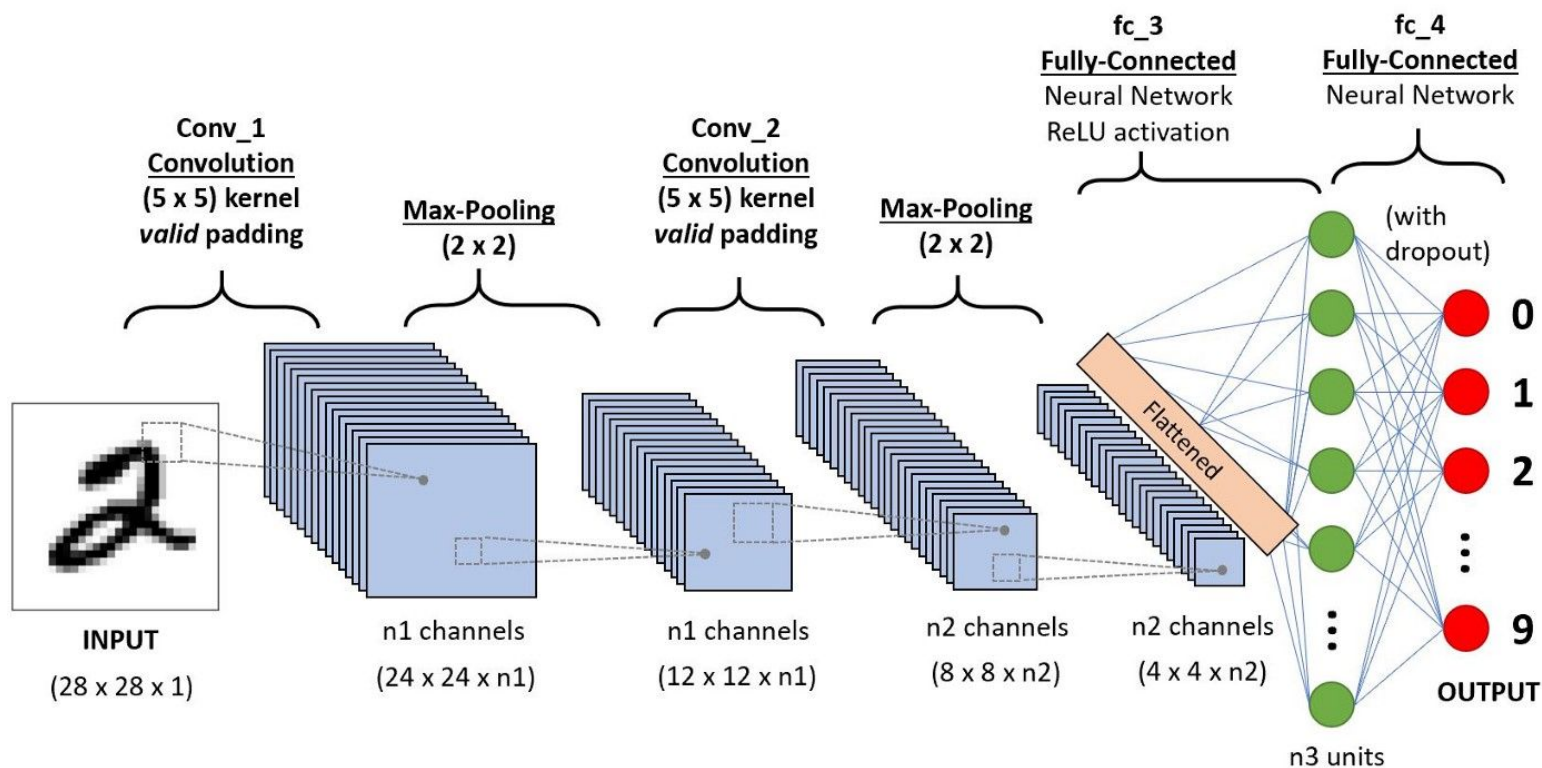 Conv_1
Convolution
(5 x 5) kernel
valid padding
Max-Pooling
(2 x 2)
Conv_2
Convolution
(5 x 5) kernel
valid padding
Max-Pooling
(2 x 2)
fc_3
Fully-Connected
Neural Network
ReLU activation
fc_4
Fully-Connected
Neural Network
(with
dropout)
INPUT
(28 x 28 x 1)
n1 channels
(24 x 24 x n1)
n1 channels
(12 x 12 x n1)
n2 channels
(8 x 8 x n2)
n2 channels
(4 x 4 x n2)
Flattened
n3 units
0
1
2
9
OUTPUT
2